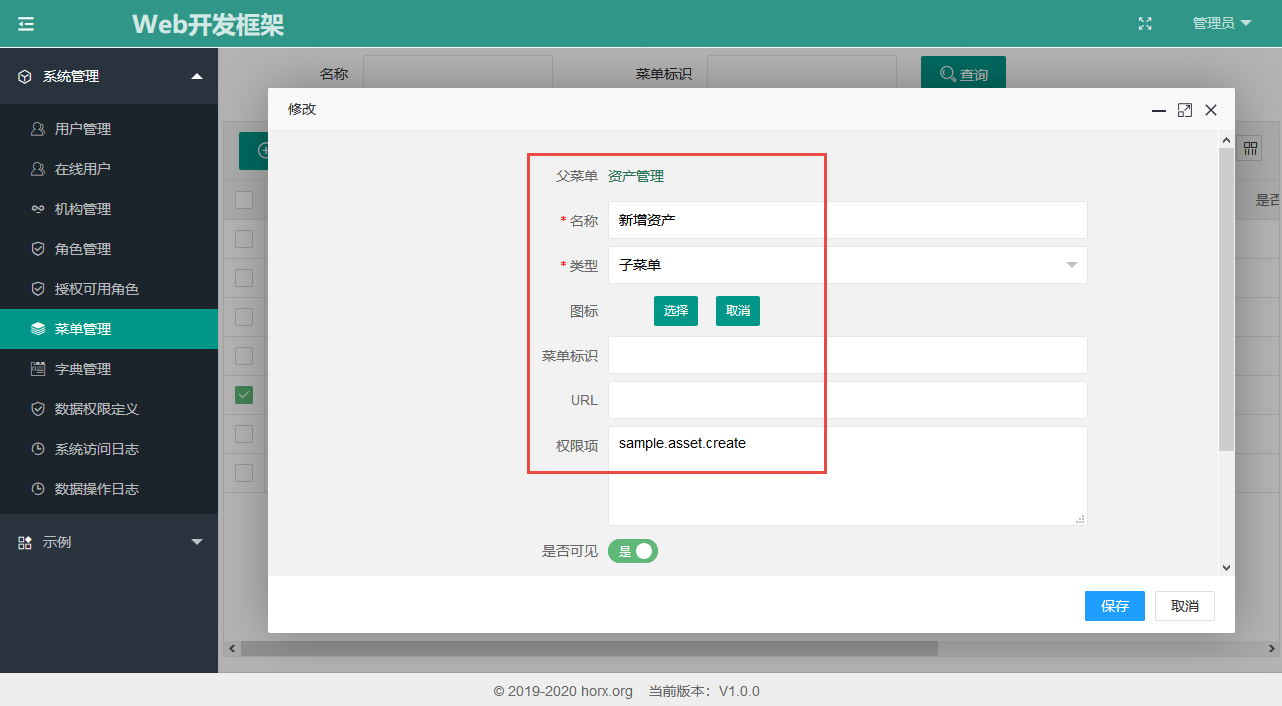 Web开发框架
管理员
系统管理
用户管理
在线用户
机构管理
角色管理
授权可用角色
菜单管理
字典管理
数据权限定义
系统访问日志
数据操作日志
示例
名称
菜单标识
查询
是否
修改
父菜单 资产管理
* 名称 新增资产
* 类型 子菜单
图标 选择 取消
菜单标识
URL
权限项 sample.asset.create
是否可见 是
保存 取消
© 2019-2020 horx.org 当前版本：V1.0.0